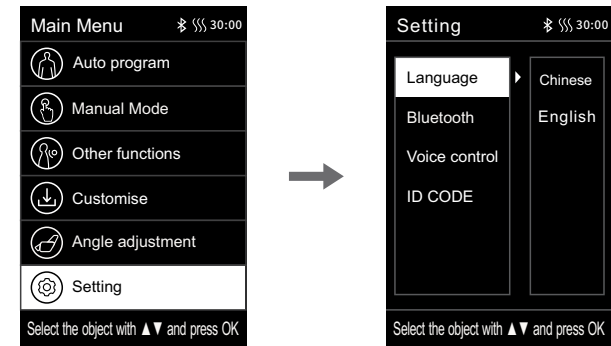 Main Menu 30:00
Auto program
Manual Mode
Other functions
Customise
Angle adjustment
Setting
Select the object with ▲▼ and press OK
Setting 30:00
Language
Bluetooth
Voice control
ID CODE
Chinese
English
Select the object with ▲▼ and press OK